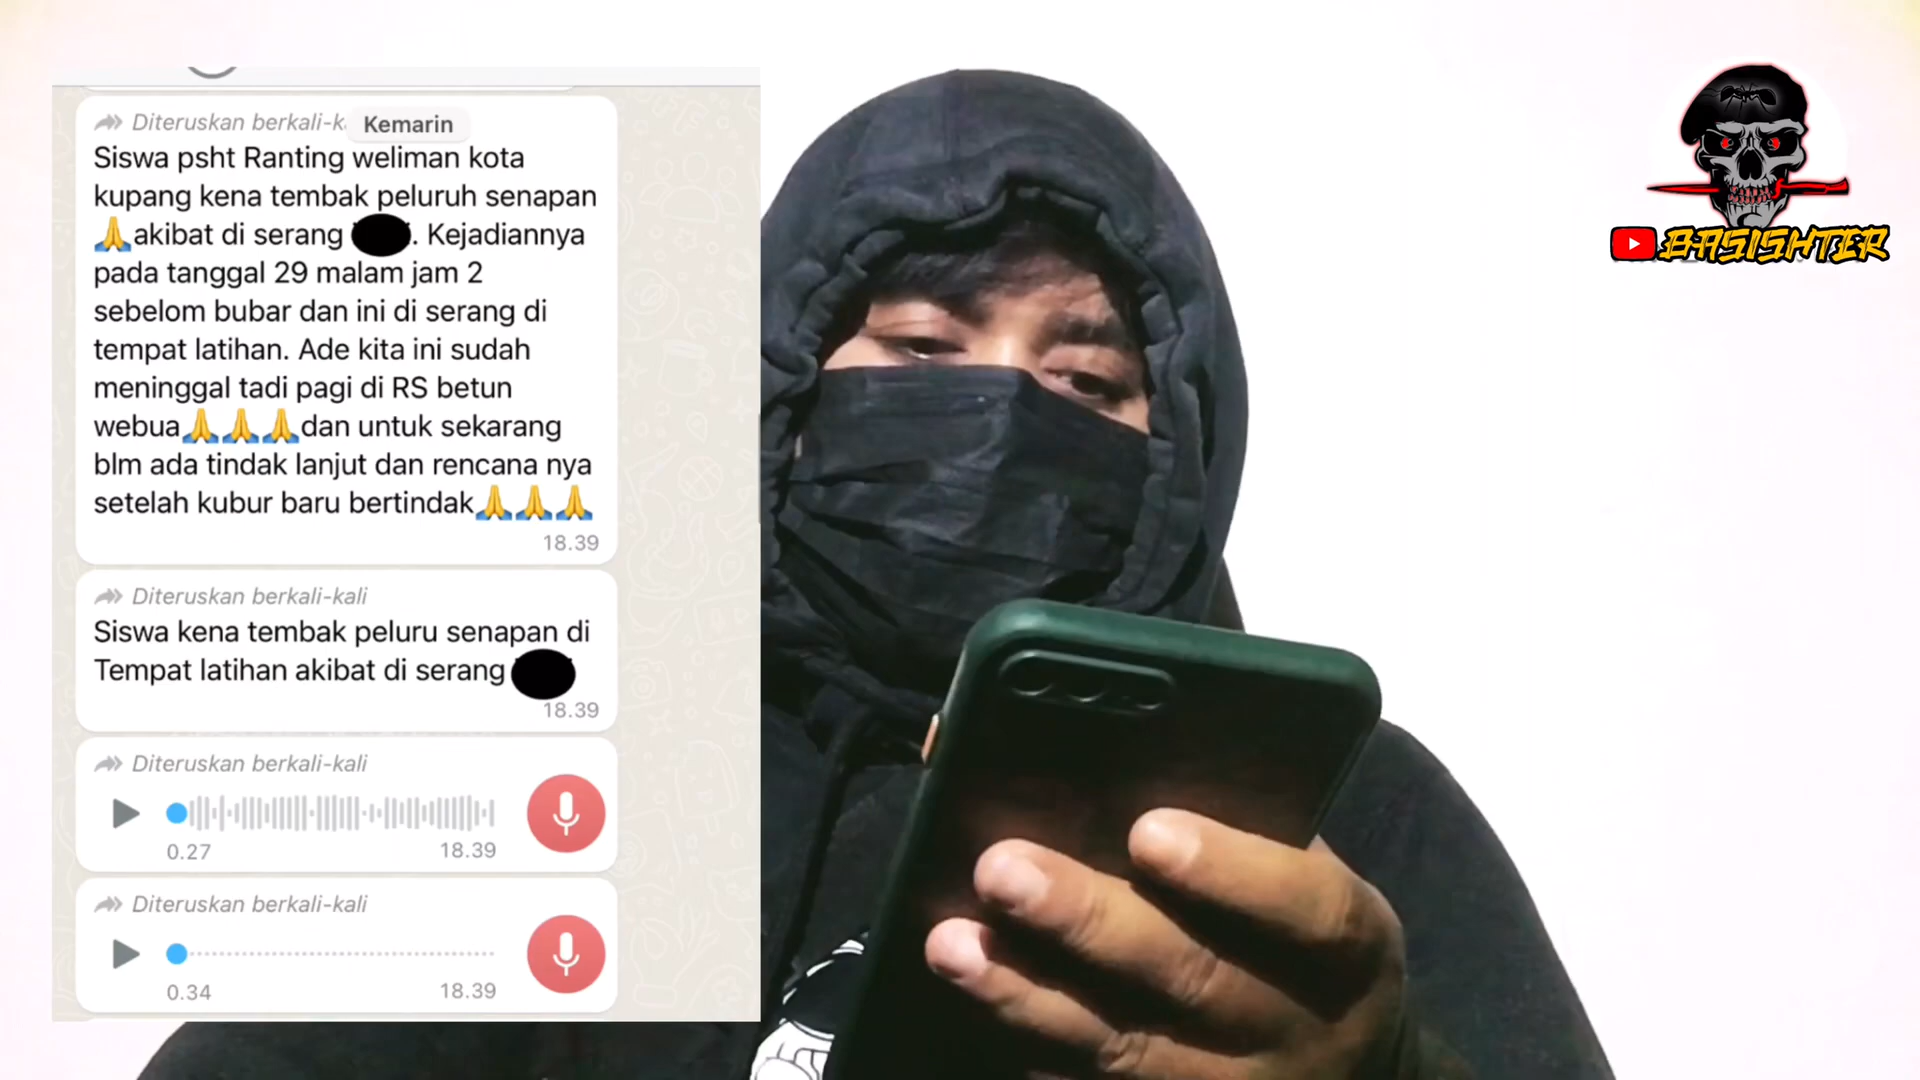 Diteruskan berkali-k
Kemarin
Siswa psht Ranting weliman kota
kupang kena tembak peluruh senapan
🙏akibat di serang . Kejadiannya
pada tanggal 29 malam jam 2
sebelom bubar dan ini di serang di
tempat latihan. Ade kita ini sudah
meninggal tadi pagi di RS betun
webua🙏🙏🙏dan untuk sekarang
blm ada tindak lanjut dan rencana nya
setelah kubur baru bertindak🙏🙏🙏
18.39
Diteruskan berkali-kali
Siswa kena tembak peluru senapan di
Tempat latihan akibat di serang
18.39
Diteruskan berkali-kali
0.27
18.39
Diteruskan berkali-kali
0.34
18.39
BASISHTER